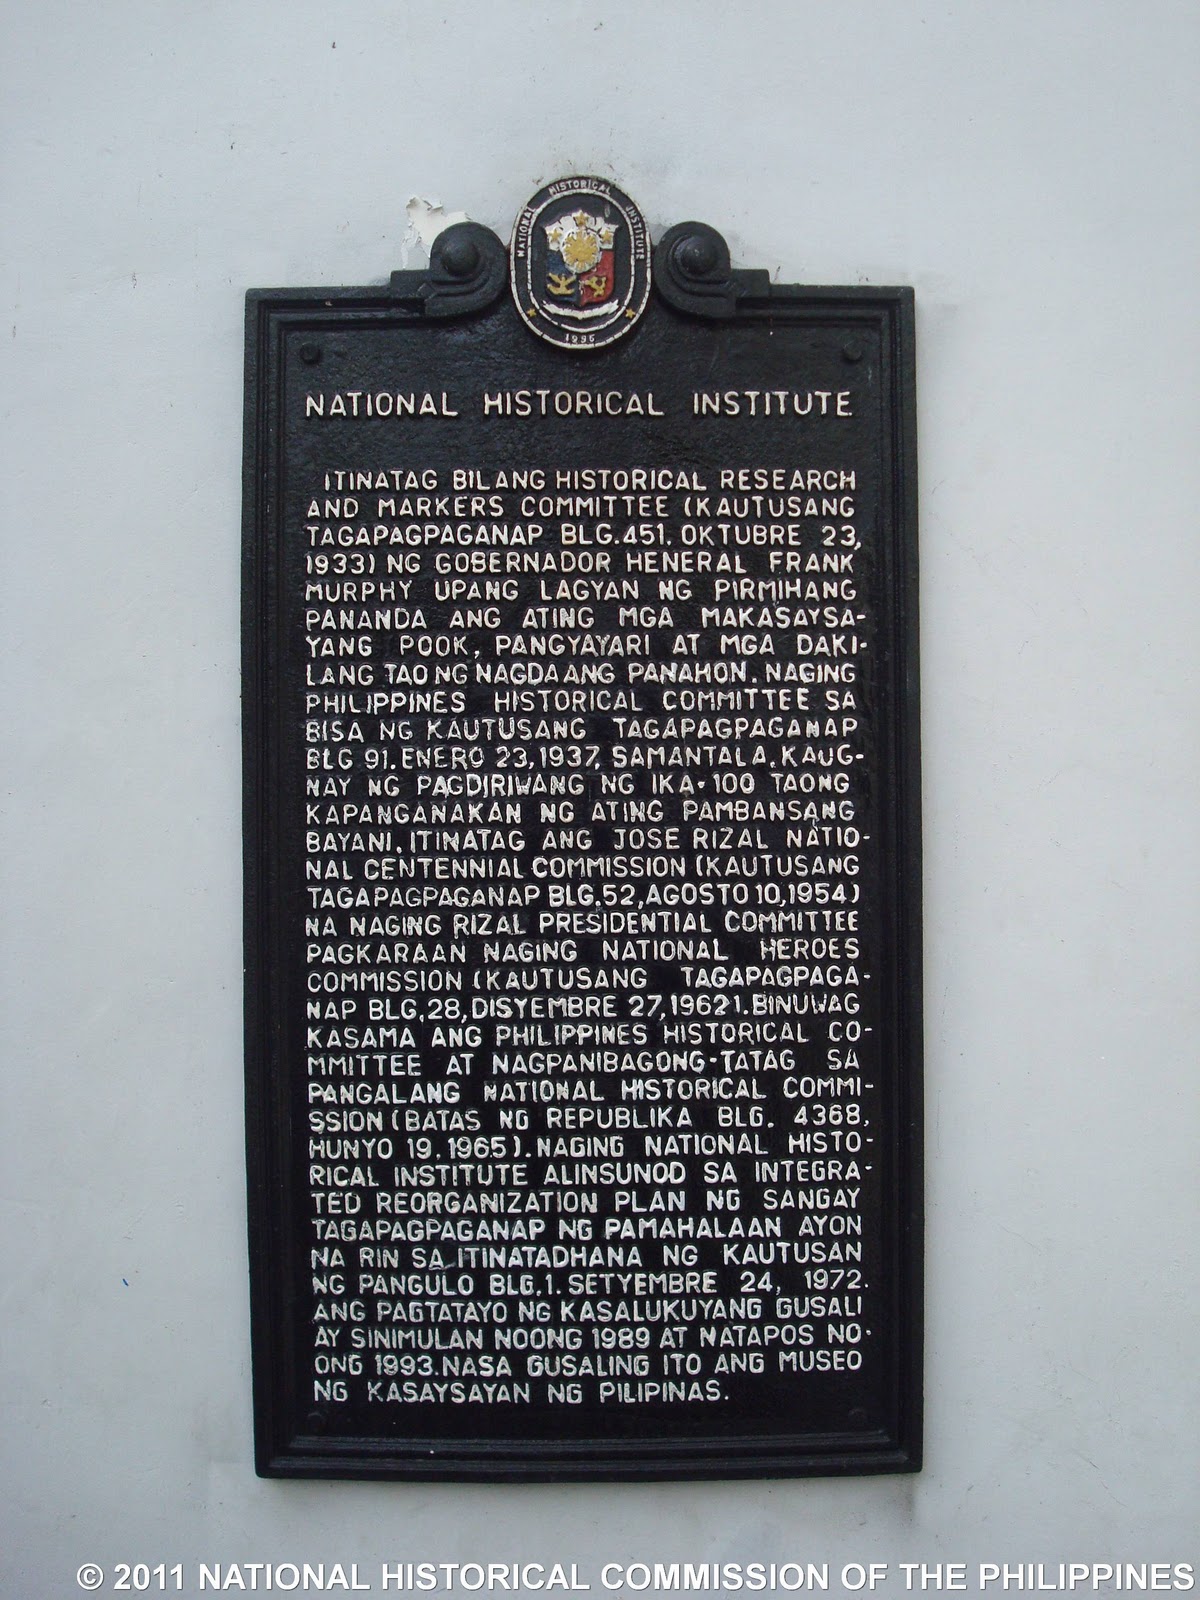 NATIONAL HISTORICAL INSTITUTE
1996
NATIONAL HISTORICAL INSTITUTE
ITINATAG BILANG HISTORICAL RESEARCH
AND MARKERS COMMITTEE (KAUTUSANG
TAGAPAGPAGANAP BLG.451, OKTUBRE 23,
1933) NG GOBERNADOR HENERAL FRANK
MURPHY UPANG LAGYAN NG PIRMIHANG
PANANDA ANG ATING MGA MAKASAYSA-
YANG POOK, PANGYAYARI AT MGA DAKI-
LANG TAO NG NAGDAANG PANAHON. NAGING
PHILIPPINES HISTORICAL COMMITTEE SA
BISA NG KAUTUSANG TAGAPAGPAGANAP
BLG 91. ENERO 23,1937, SAMANTALA, KAUG-
NAY NG PAGDIRIWANG NG IKA-100 TAONG
KAPANGANAKAN NG ATING PAMBANSANG
BAYANI, ITINATAG ANG JOSE RIZAL NATIO-
NAL CENTENNIAL COMMISSION (KAUTUSANG
TAGAPAGPAGANAP BLG.52, AGOSTO 10,1954)
NA NAGING RIZAL PRESIDENTIAL COMMITTEE
PAGKARAAN NAGING NATIONAL HEROES
COMMISSION (KAUTUSANG TAGAPAGPAGA-
NAP BLG.28, DISYEMBRE 27,1962). BINUWAG
KASAMA ANG PHILIPPINES HISTORICAL CO-
MMITTEE AT NAGPANIBAGONG-TATAG SA
PANGALANG NATIONAL HISTORICAL COMMI-
SSION (BATAS NG REPUBLIKA BLG. 4368,
HUNYO 19, 1965). NAGING NATIONAL HISTO-
RICAL INSTITUTE ALINSUNOD SA INTEGRA-
TED REORGANIZATION PLAN NG SANGAY
TAGAPAGPAGANAP NG PAMAHALAAN AYON
NA RIN SA ITINATADHANA NG KAUTUSAN
NG PANGULO BLG.1. SETYEMBRE 24, 1972.
ANG PAGTATAYO NG KASALUKUYANG GUSALI
AY SINIMULAN NOONG 1989 AT NATAPOS NO-
ONG 1993. NASA GUSALING ITO ANG MUSEO
NG KASAYSAYAN NG PILIPINAS.
© 2011 NATIONAL HISTORICAL COMMISSION OF THE PHILIPPINES